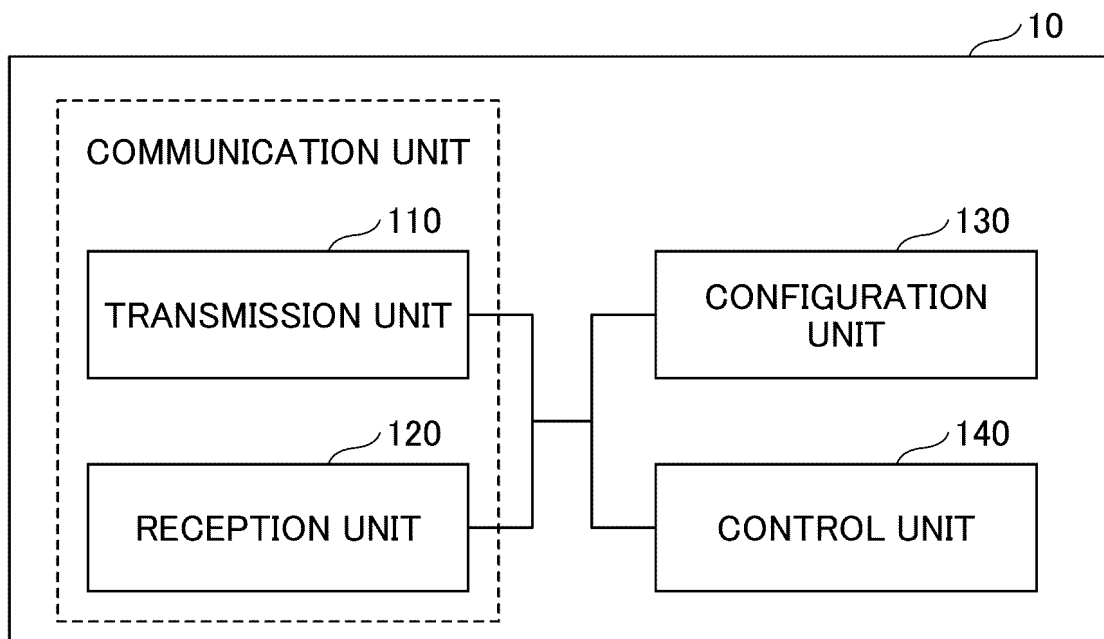 10
COMMUNICATION UNIT
110
TRANSMISSION UNIT
120
RECEPTION UNIT
130
CONFIGURATION
UNIT
140
CONTROL UNIT